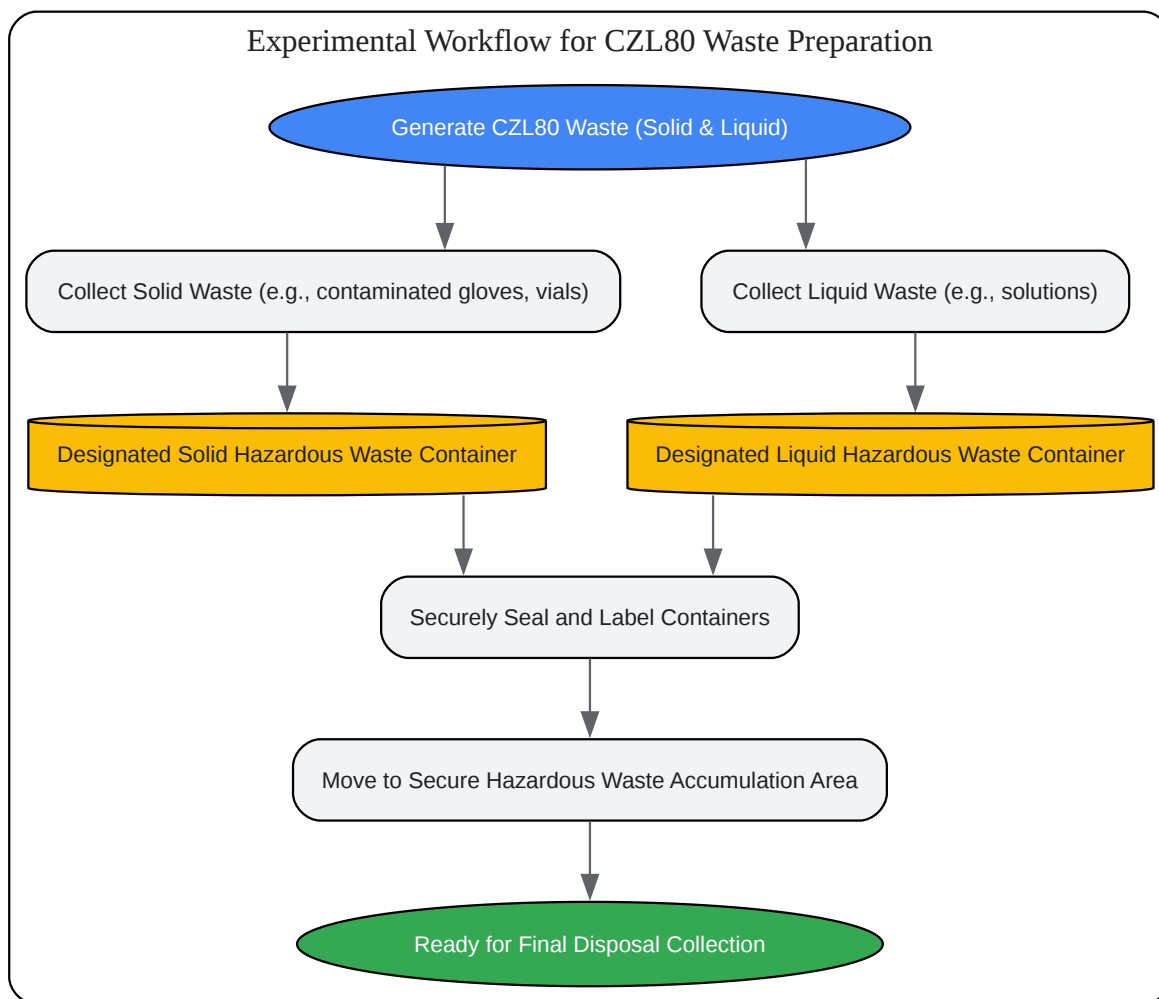 Experimental Workflow for CZL80 Waste Preparation
Generate CZL80 Waste (Solid & Liquid)
Collect Solid Waste (e.g., contaminated gloves, vials)
Collect Liquid Waste (e.g., solutions)
Designated Solid Hazardous Waste Container
Designated Liquid Hazardous Waste Container
Securely Seal and Label Containers
Move to Secure Hazardous Waste Accumulation Area
Ready for Final Disposal Collection